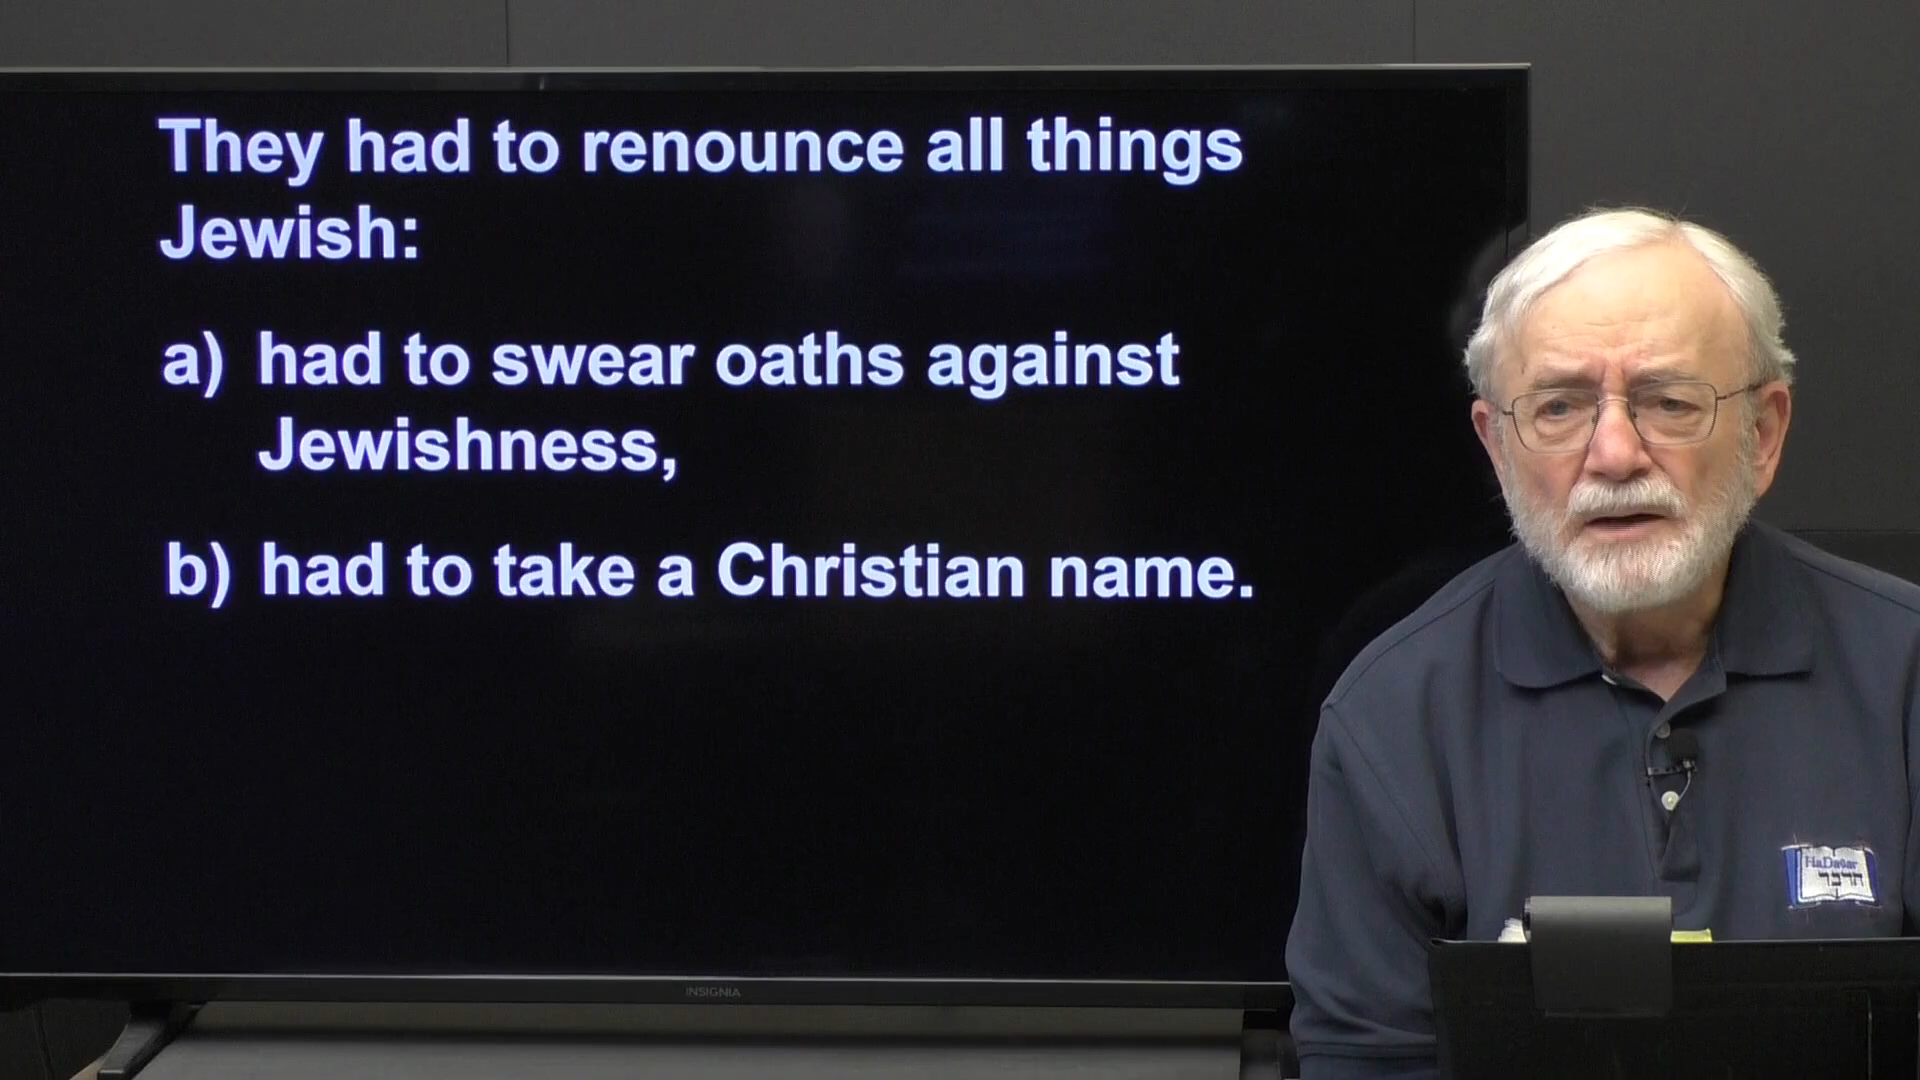 They had to renounce all things
Jewish:
a) had to swear oaths against
Jewishness,
b) had to take a Christian name.
INSIGNIA
HaDavar
הדבר